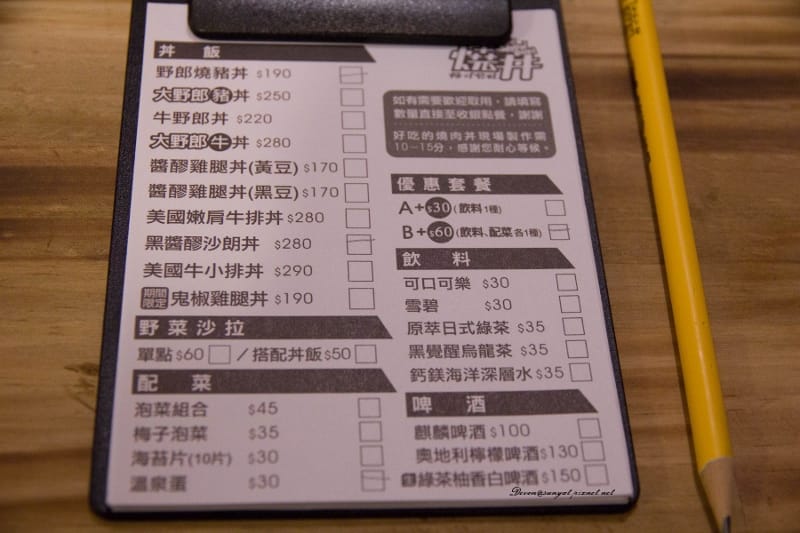 丼飯
野郎燒豬丼 $190
大野郎豬丼 $250
牛野郎丼 $220
大野郎牛丼 $280
醬醪雞腿丼(黃豆) $170
醬醪雞腿丼(黑豆) $170
美國嫩肩牛排丼 $280
黑醬醪沙朗丼 $280
美國牛小排丼 $290
期間限定 鬼椒雞腿丼 $190
野菜沙拉
單點$60 / 搭配丼飯$50
配菜
泡菜組合 $45
梅子泡菜 $35
海苔片(10片) $30
溫泉蛋 $30
燒丼
如有需要歡迎取用,請填寫
數量直接至收銀點餐,謝謝
好吃的燒肉丼現場製作需
10-15分,感謝您耐心等候。
優惠套餐
A+$30(飲料1種)
B+$60(飲料、配菜各1種)
飲料
可口可樂 $30
雪碧 $30
原萃日式綠茶 $35
黑覺醒烏龍茶 $35
鈣鎂海洋深層水 $35
啤酒
麒麟啤酒 $100
奧地利檸檬啤酒 $130
綠茶柚香白啤酒 $150